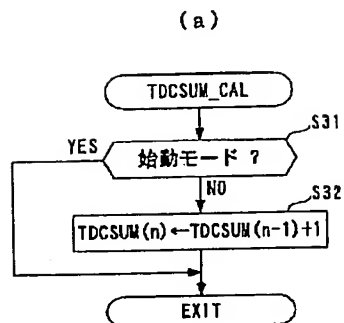 (a)
TDCSUM_CAL
S31
YES
始動モード ?
NO
S32
TDCSUM(n)←TDCSUM(n-1)+1
EXIT